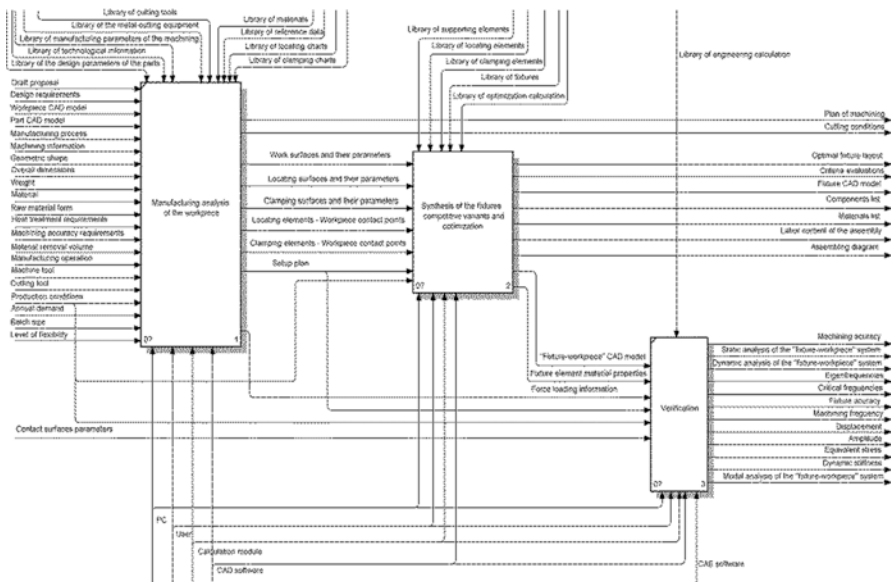 Library of cutting tools
Library of the metal-cutting equipment
Library of manufacturing parameters of the machining
Library of technological information
Library of the design parameters of the parts
Library of materials
Library of reference data
Library of locating charts
Library of clamping charts
Library of supporting elements
Library of locating elements
Library of clamping elements
Library of fixtures
Library of optimization calculation
Library of engineering calculation
Draft proposal
Design requirements
Workpiece CAD model
Part CAD model
Manufacturing process
Machining information
Geometric shape
Overall dimensions
Weight
Material
Raw material form
Heat treatment requirements
Machining accuracy requirements
Material removal volume
Manufacturing operation
Machine tool
Cutting tool
Production conditions
Annual demand
Batch size
Level of flexibility
Contact surfaces parameters
Manufacturing analysis
of the workpiece
0?
1
Work surfaces and their parameters
Locating surfaces and their parameters
Clamping surfaces and their parameters
Locating elements - Workpiece contact points
Clamping elements - Workpiece contact points
Setup plan
Synthesis of the fixtures
competitive variants and
optimization
0?
2
Plan of machining
Cutting conditions
Optimal fixture layout
Criteria evaluations
Fixture CAD model
Components list
Materials list
Labor content of the assembly
Assembling diagram
"Fixture-workpiece" CAD model
Fixture element material properties
Force loading information
Verification
0?
3
Machining accuracy
Static analysis of the "fixture-workpiece" system
Dynamic analysis of the "fixture-workpiece" system
Eigenfrequencies
Critical frequencies
Fixture acuracy
Machining frequency
Displacement
Amplitude
Equivalent stress
Dynamic stiffness
Modal analysis of the "fixture-workpiece" system
PC
User
Calculation module
CAD software
CAE software